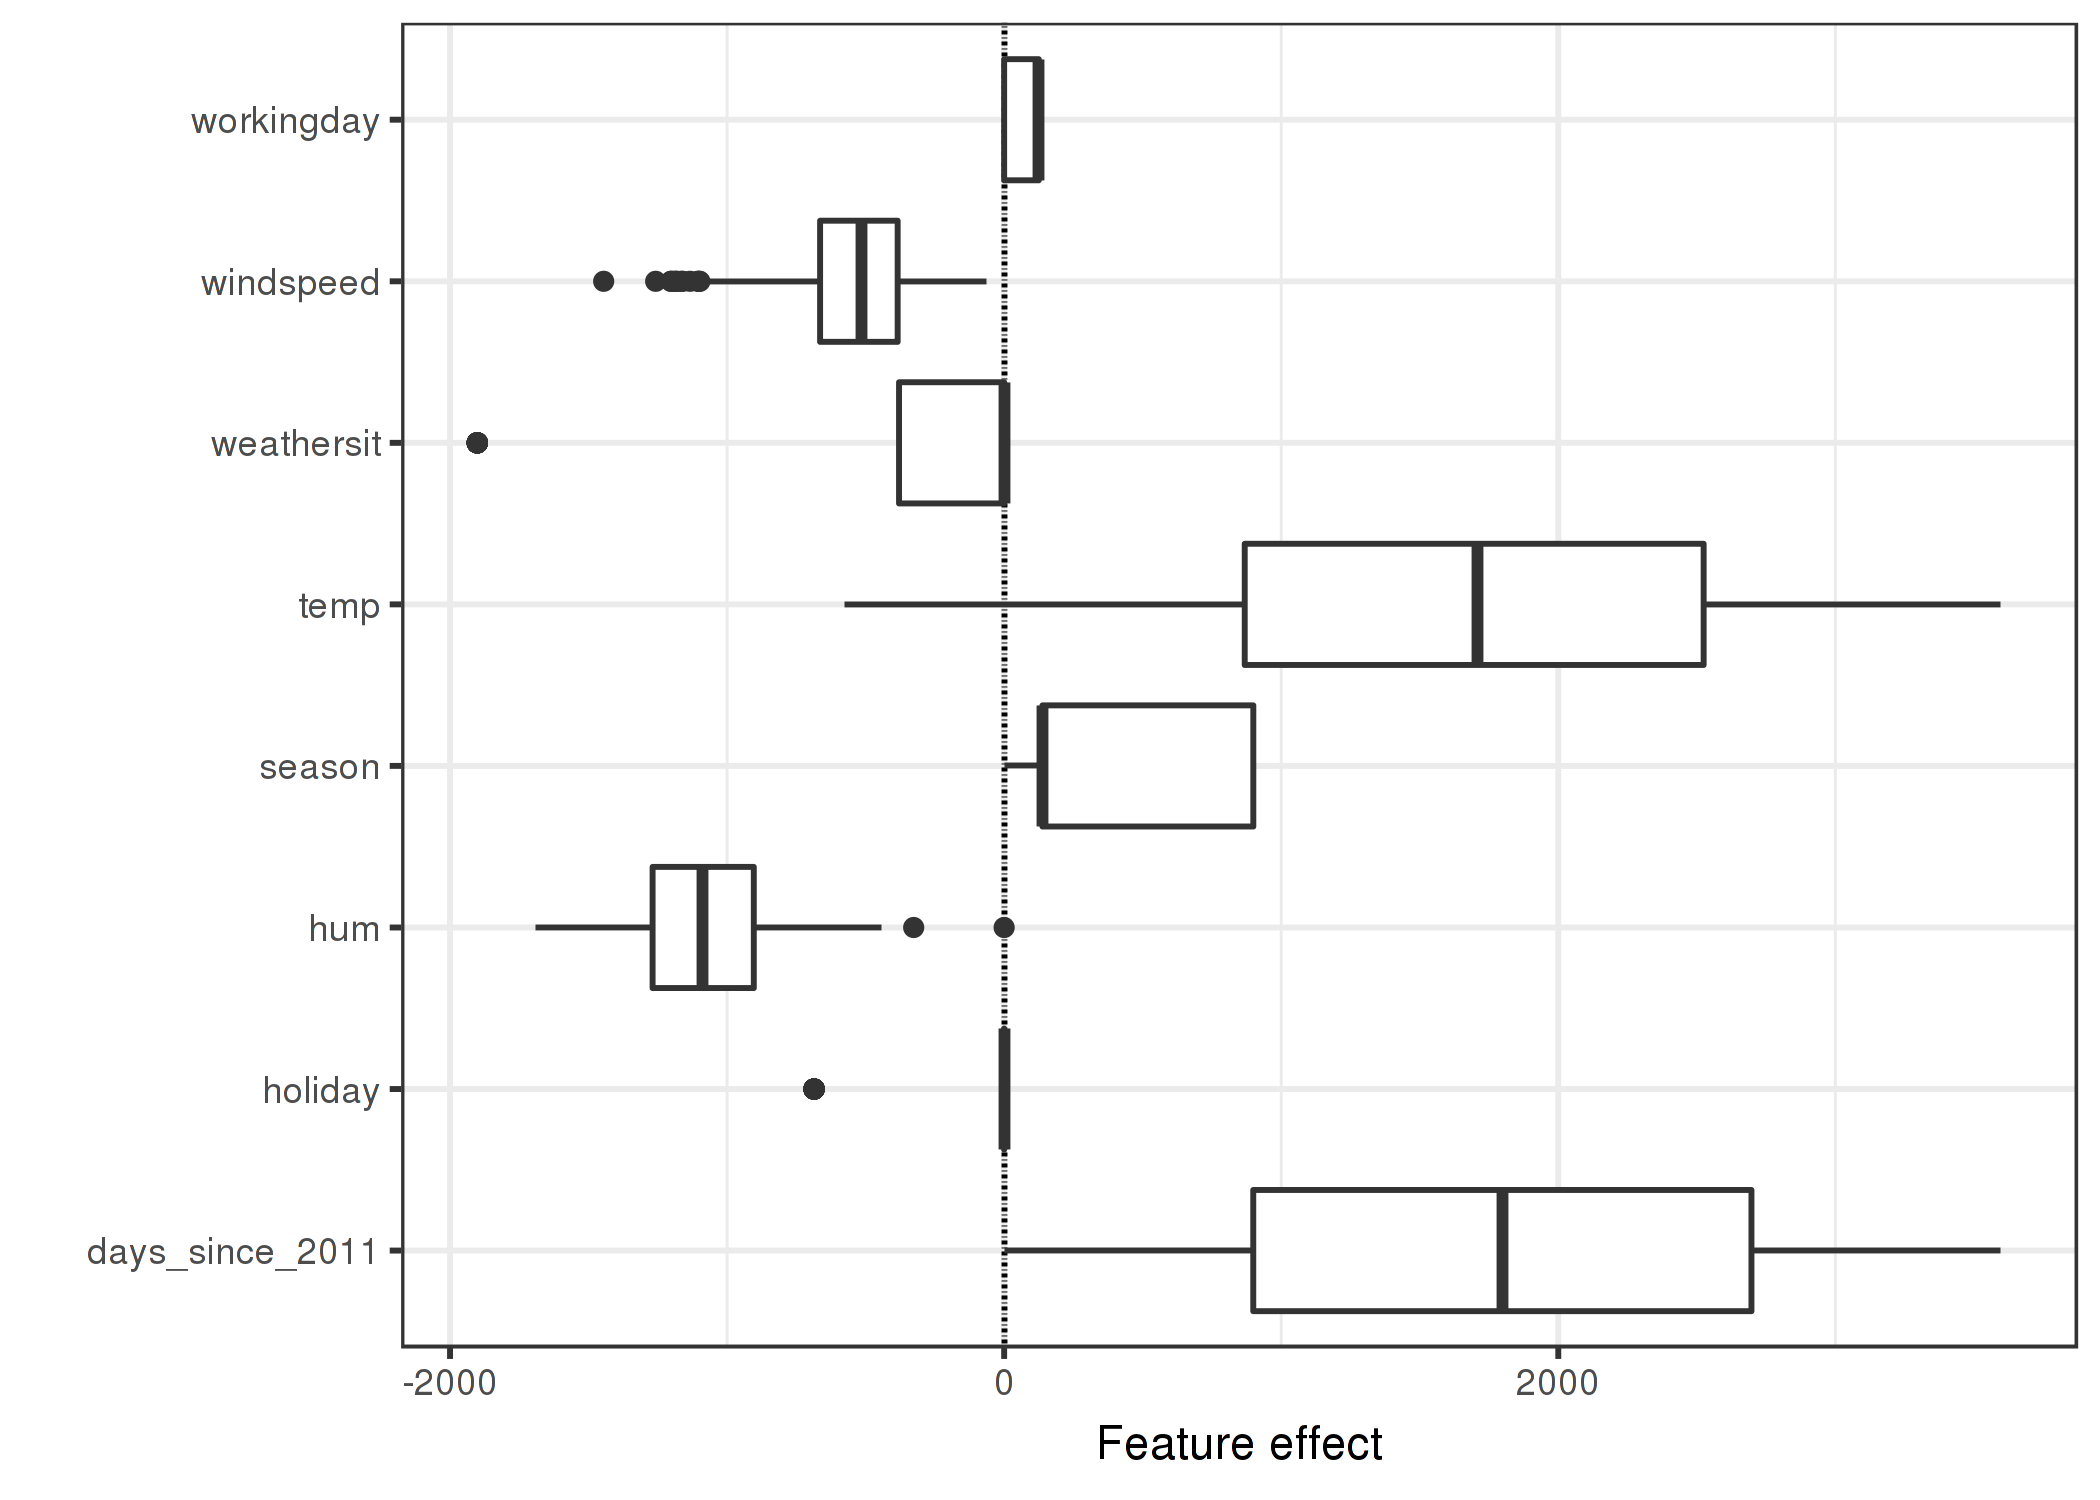 workingday
windspeed
weathersit
temp
season
hum
holiday
days_since_2011
-2000 0 2000
Feature effect